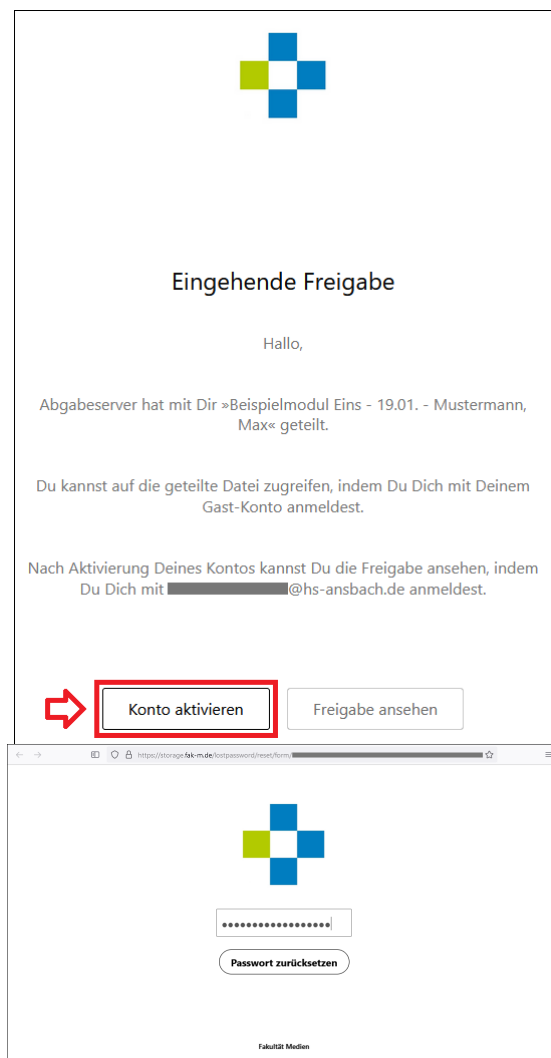 Eingehende Freigabe
Hallo,
Abgabeserver hat mit Dir »Beispielmodul Eins - 19.01. - Mustermann,
Max« geteilt.
Du kannst auf die geteilte Datei zugreifen, indem Du Dich mit Deinem
Gast-Konto anmeldest.
Nach Aktivierung Deines Kontos kannst Du die Freigabe ansehen, indem
Du Dich mit @hs-ansbach.de anmeldest.
Konto aktivieren Freigabe ansehen
https://storage.fak-m.de/lostpassword/reset/form/
Passwort zurücksetzen
Fakultät Medien